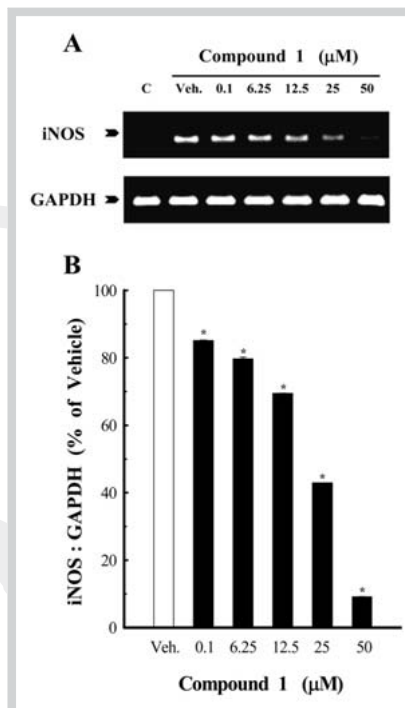 A
Compound 1 (μM)
C Veh. 0.1 6.25 12.5 25 50
iNOS
GAPDH
B
100
80
60
40
20
0
iNOS : GAPDH (% of Vehicle)
* * * * *
Veh. 0.1 6.25 12.5 25 50
Compound 1 (μM)